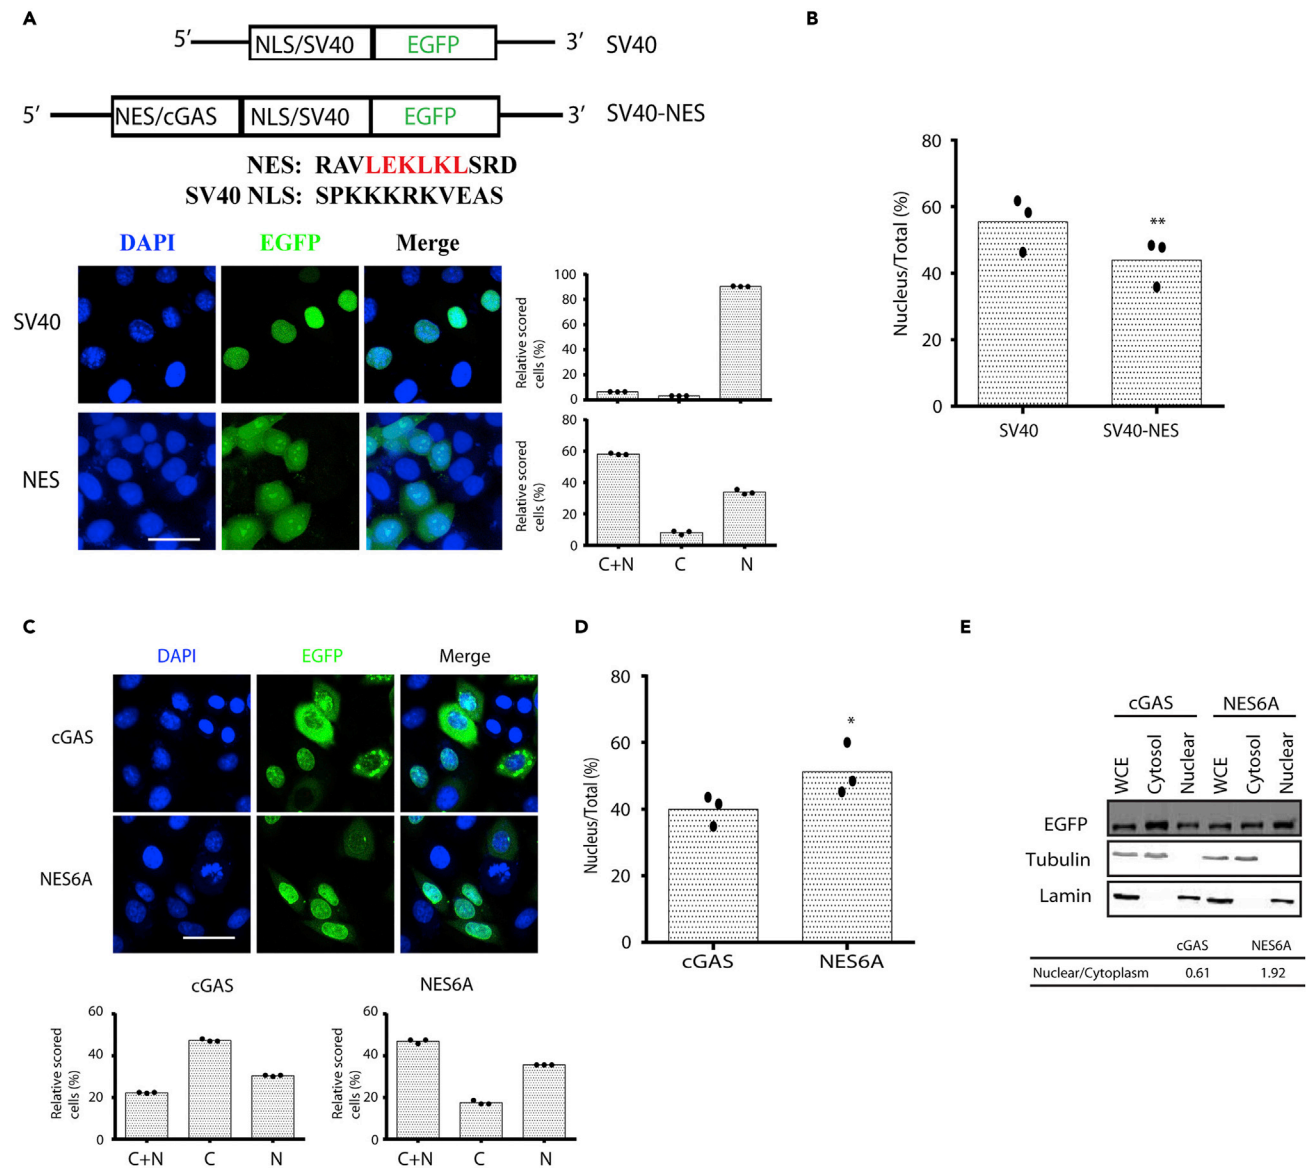 A
5′ NLS/SV40 EGFP 3′ SV40
5′ NES/cGAS NLS/SV40 EGFP 3′ SV40-NES
NES: RAVLEKLKLSRD
SV40 NLS: SPKKKRKVEAS
DAPI EGFP Merge
SV40
NES
Relative scored
cells (%)
100
80
60
40
20
0
Relative scored
cells (%)
80
60
40
20
0
C+N C N
B
Nucleus/Total (%)
80
60
40
20
0
**
SV40 SV40-NES
C
DAPI EGFP Merge
cGAS
NES6A
cGAS
Relative scored
cells (%)
60
40
20
0
C+N C N
NES6A
Relative scored
cells (%)
60
40
20
0
C+N C N
D
Nucleus/Total (%)
80
60
40
20
0
*
cGAS NES6A
E
cGAS NES6A
WCE Cytosol Nuclear WCE Cytosol Nuclear
EGFP
Tubulin
Lamin
cGAS NES6A
Nuclear/Cytoplasm 0.61 1.92